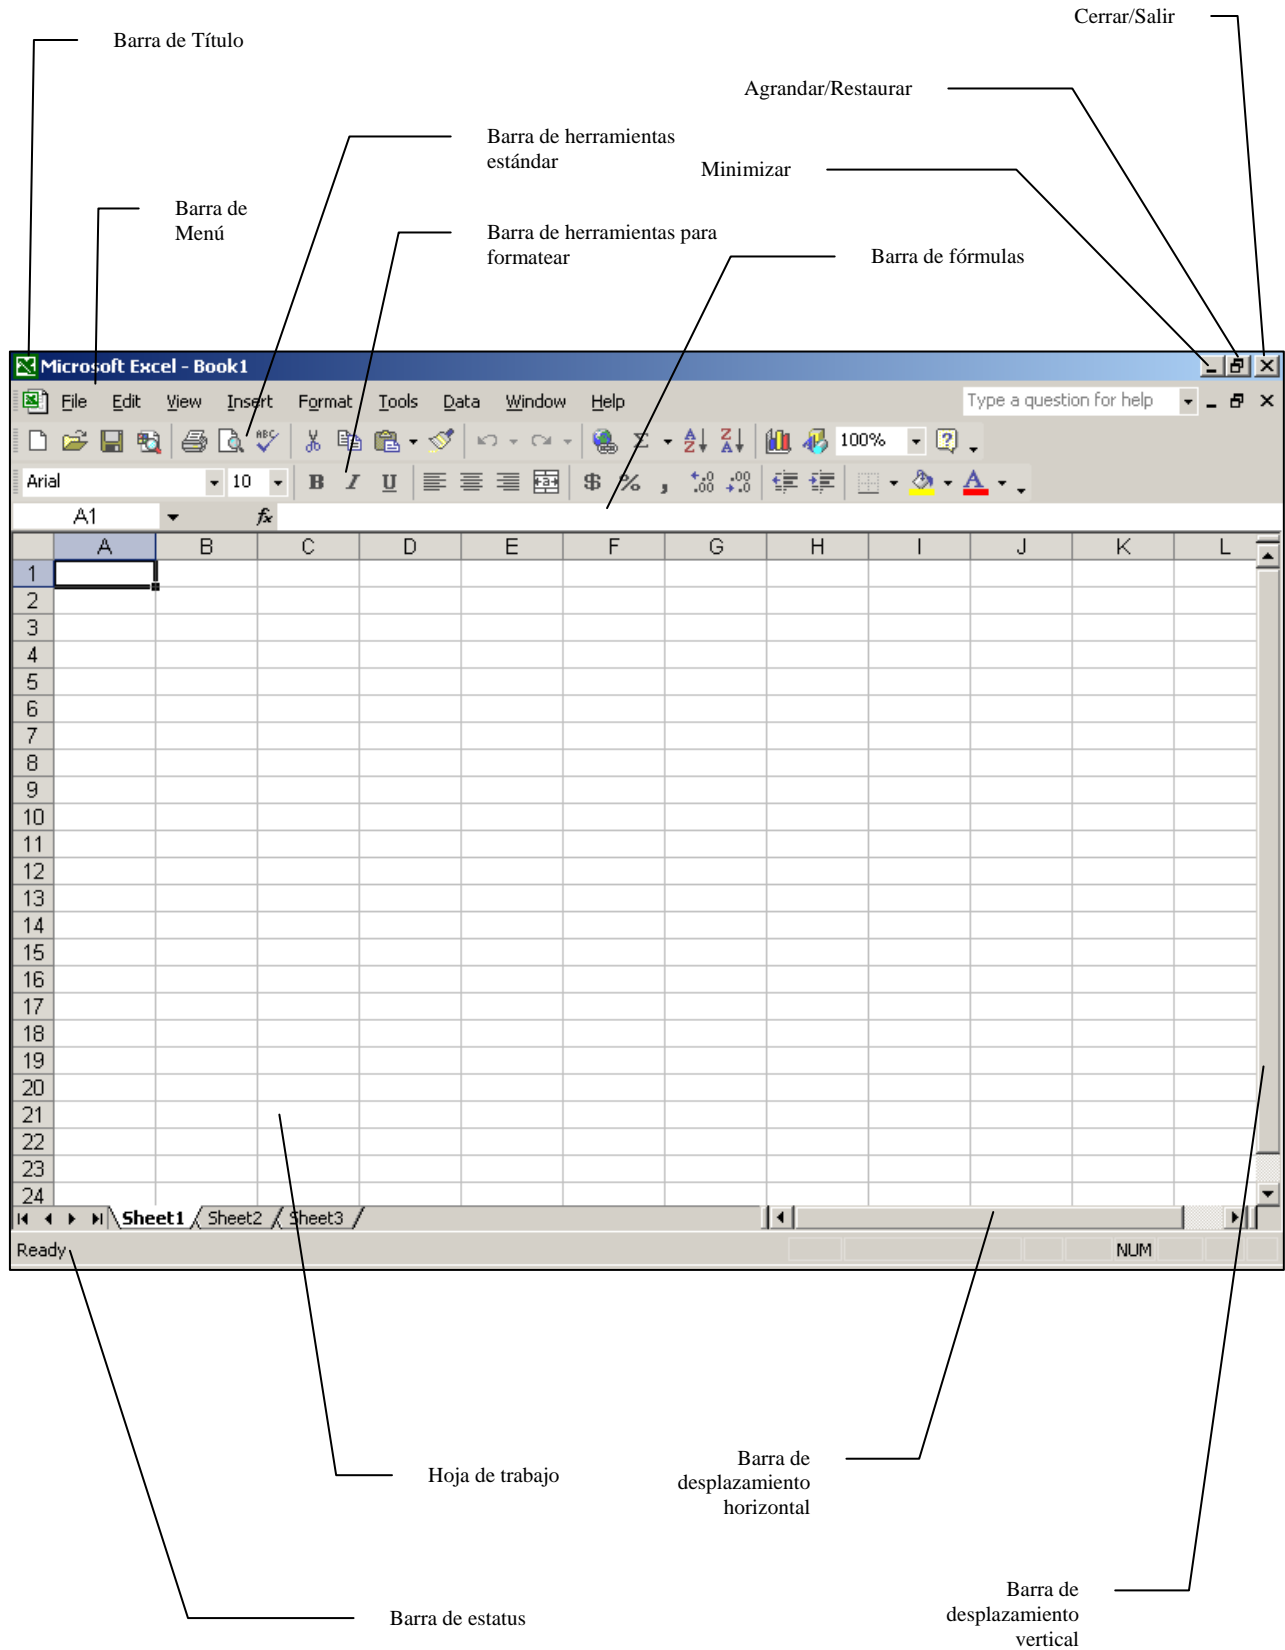 Cerrar/Salir
Barra de Título
Agrandar/Restaurar
Barra de herramientas
estándar
Minimizar
Barra de
Menú
Barra de herramientas para
formatear
Barra de fórmulas
Microsoft Excel - Book1
File Edit View Insert Format Tools Data Window Help Type a question for help
100%
Arial 10 B I U $ % ,
A1 fx
A B C D E F G H I J K L
1
2
3
4
5
6
7
8
9
10
11
12
13
14
15
16
17
18
19
20
21
22
23
24
Sheet1 Sheet2 Sheet3
Ready NUM
Hoja de trabajo
Barra de
desplazamiento
horizontal
Barra de estatus
Barra de
desplazamiento
vertical